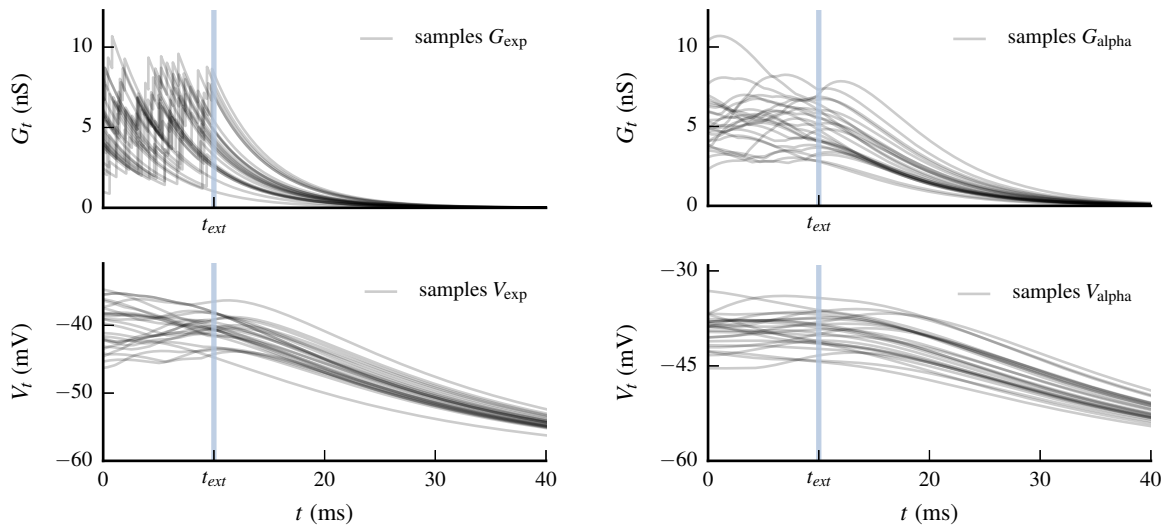 samples G_exp
10
5
0
G_t (nS)
t_ext
samples G_alpha
10
5
0
G_t (nS)
t_ext
samples V_exp
−40
−50
−60
V_t (mV)
0 t_ext 20 30 40
t (ms)
samples V_alpha
−30
−45
−60
V_t (mV)
0 t_ext 20 30 40
t (ms)